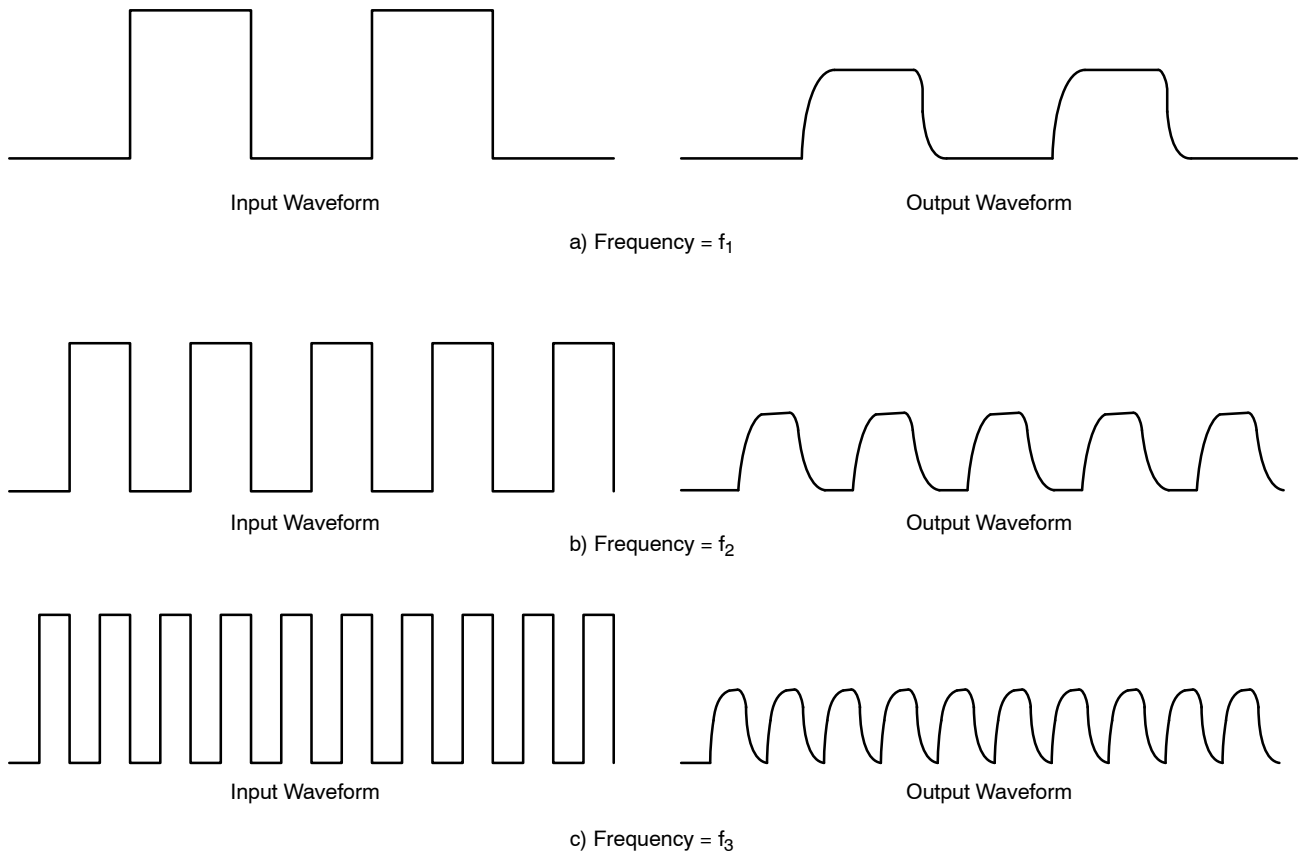 Input Waveform
Output Waveform
a) Frequency = f1
Input Waveform
Output Waveform
b) Frequency = f2
Input Waveform
Output Waveform
c) Frequency = f3